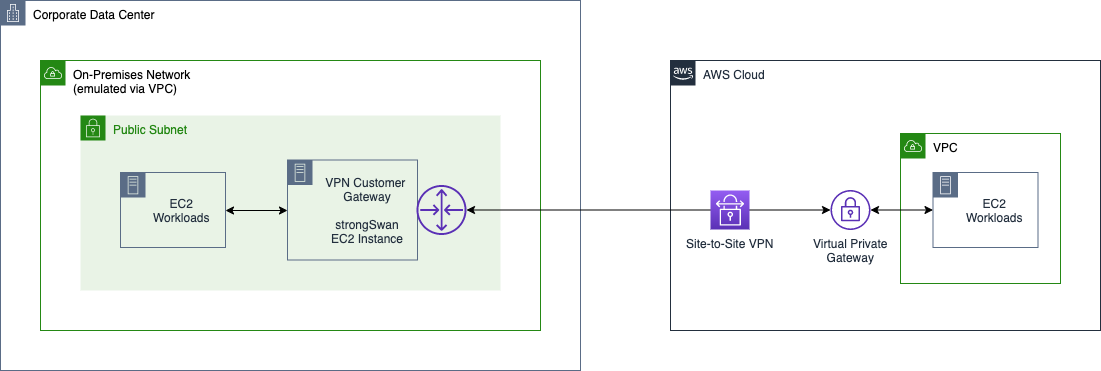 Corporate Data Center
On-Premises Network
(emulated via VPC)
Public Subnet
EC2
Workloads
VPN Customer
Gateway
strongSwan
EC2 Instance
aws
AWS Cloud
Site-to-Site VPN
Virtual Private
Gateway
VPC
EC2
Workloads